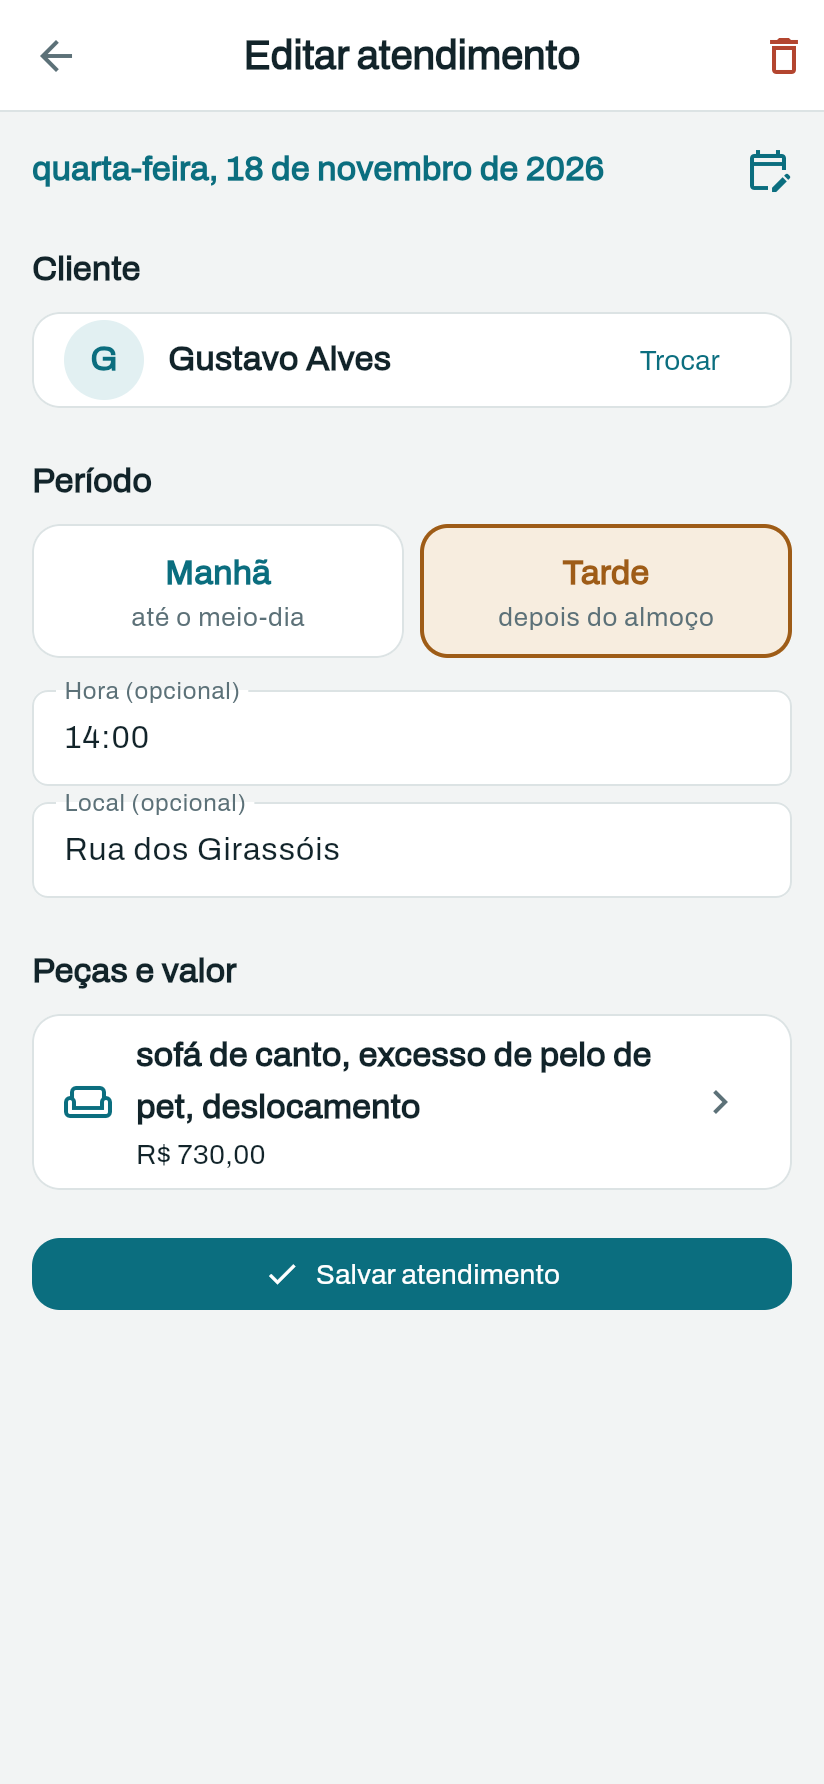 Editar atendimento
quarta-feira, 18 de novembro de 2026
Cliente
G
Gustavo Alves
Trocar
Período
Manhã
até o meio-dia
Tarde
depois do almoço
Hora (opcional)
14:00
Local (opcional)
Rua dos Girassóis
Peças e valor
sofá de canto, excesso de pelo de
pet, deslocamento
R$ 730,00
Salvar atendimento